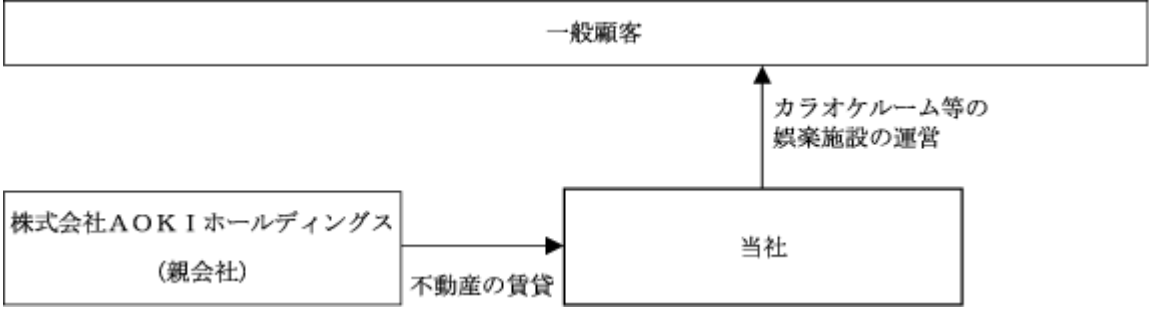 一般顧客
カラオケルーム等の
娯楽施設の運営
株式会社AOKIホールディングス
(親会社)
不動産の賃貸
当社